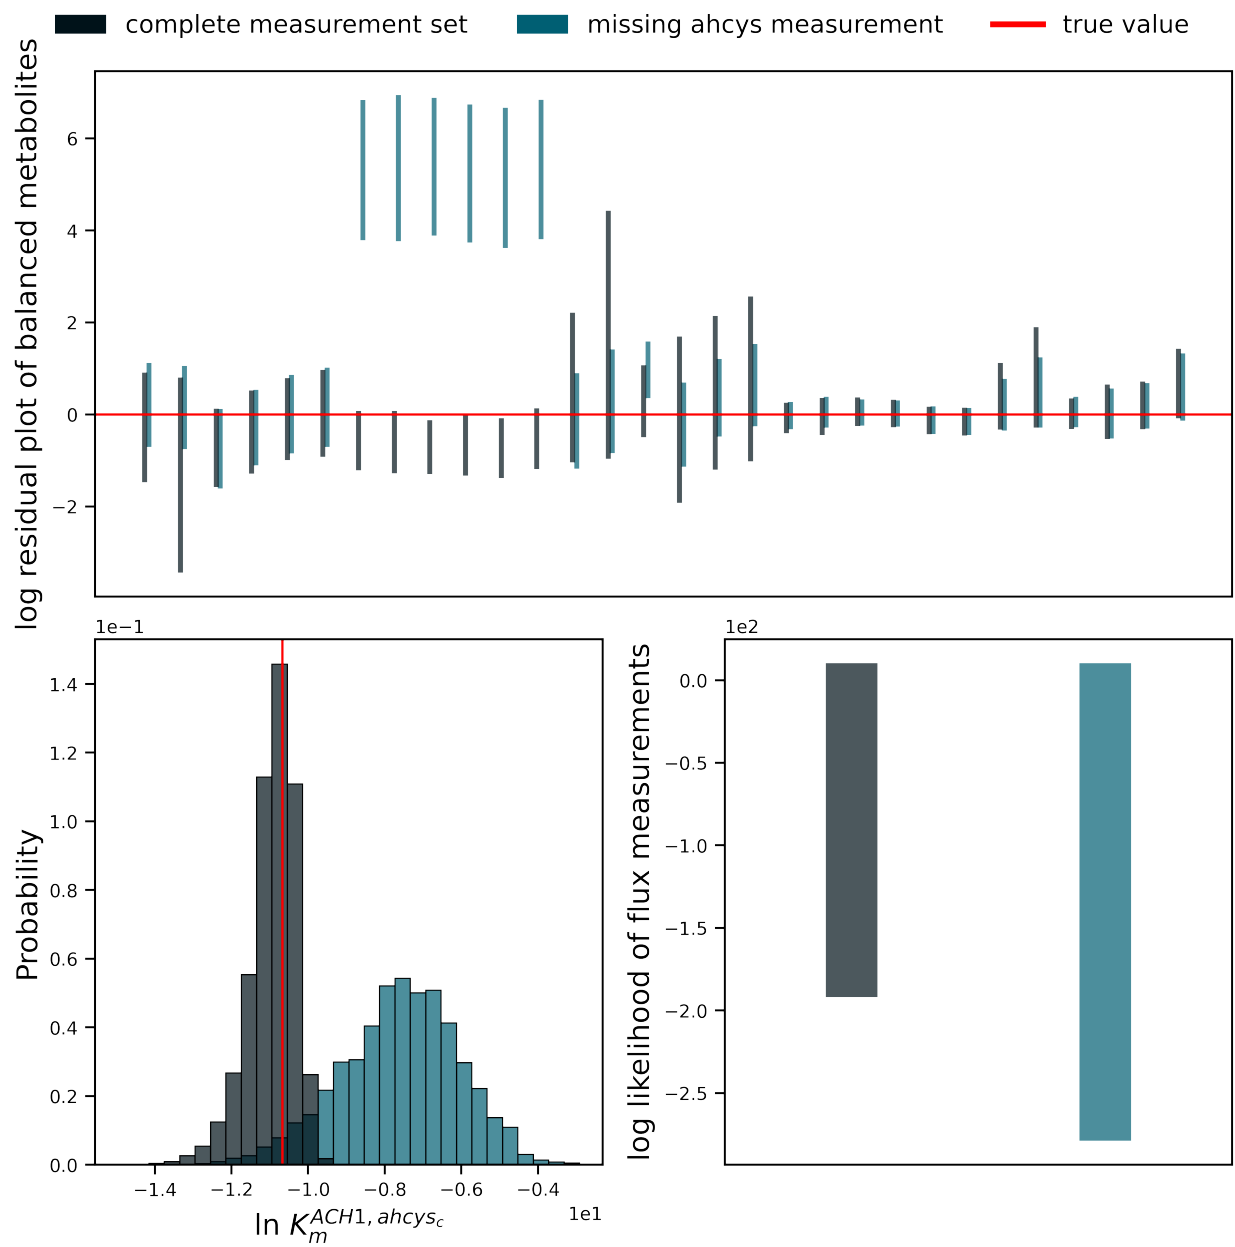 complete measurement set
missing ahcys measurement
true value
log residual plot of balanced metabolites
6
4
2
0
−2
1e−1
Probability
1.4
1.2
1.0
0.8
0.6
0.4
0.2
0.0
−1.4
−1.2
−1.0
−0.8
−0.6
−0.4
1e1
ln K_m^{ACH1, ahcys_c}
1e2
log likelihood of flux measurements
0.0
−0.5
−1.0
−1.5
−2.0
−2.5